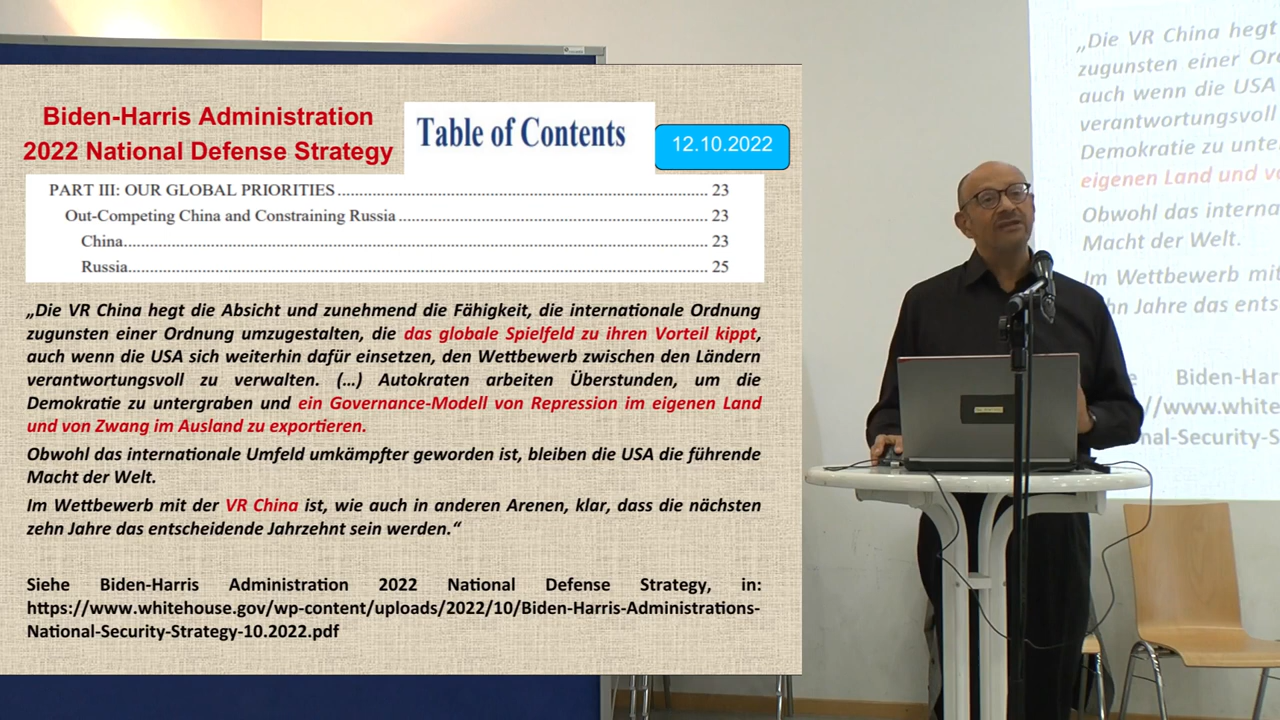 Biden-Harris Administration
2022 National Defense Strategy
Table of Contents
12.10.2022
PART III: OUR GLOBAL PRIORITIES 23
Out-Competing China and Constraining Russia 23
China 23
Russia 25
„Die VR China hegt die Absicht und zunehmend die Fähigkeit, die internationale Ordnung
zugunsten einer Ordnung umzugestalten, die das globale Spielfeld zu ihren Vorteil kippt,
auch wenn die USA sich weiterhin dafür einsetzen, den Wettbewerb zwischen den Ländern
verantwortungsvoll zu verwalten. (…) Autokraten arbeiten Überstunden, um die
Demokratie zu untergraben und ein Governance-Modell von Repression im eigenen Land
und von Zwang im Ausland zu exportieren.
Obwohl das internationale Umfeld umkämpfter geworden ist, bleiben die USA die führende
Macht der Welt.
Im Wettbewerb mit der VR China ist, wie auch in anderen Arenen, klar, dass die nächsten
zehn Jahre das entscheidende Jahrzehnt sein werden.“
Siehe Biden-Harris Administration 2022 National Defense Strategy, in:
https://www.whitehouse.gov/wp-content/uploads/2022/10/Biden-Harris-Administrations-
National-Security-Strategy-10.2022.pdf
„Die VR China hegt
zugunsten einer Or
auch wenn die USA
verantwortungsvoll
Demokratie zu unte
eigenen Land und vo
Obwohl das interna
Macht der Welt.
Im Wettbewerb mit
hn Jahre das ents
e Biden-Har
//www.white
nal-Security-S